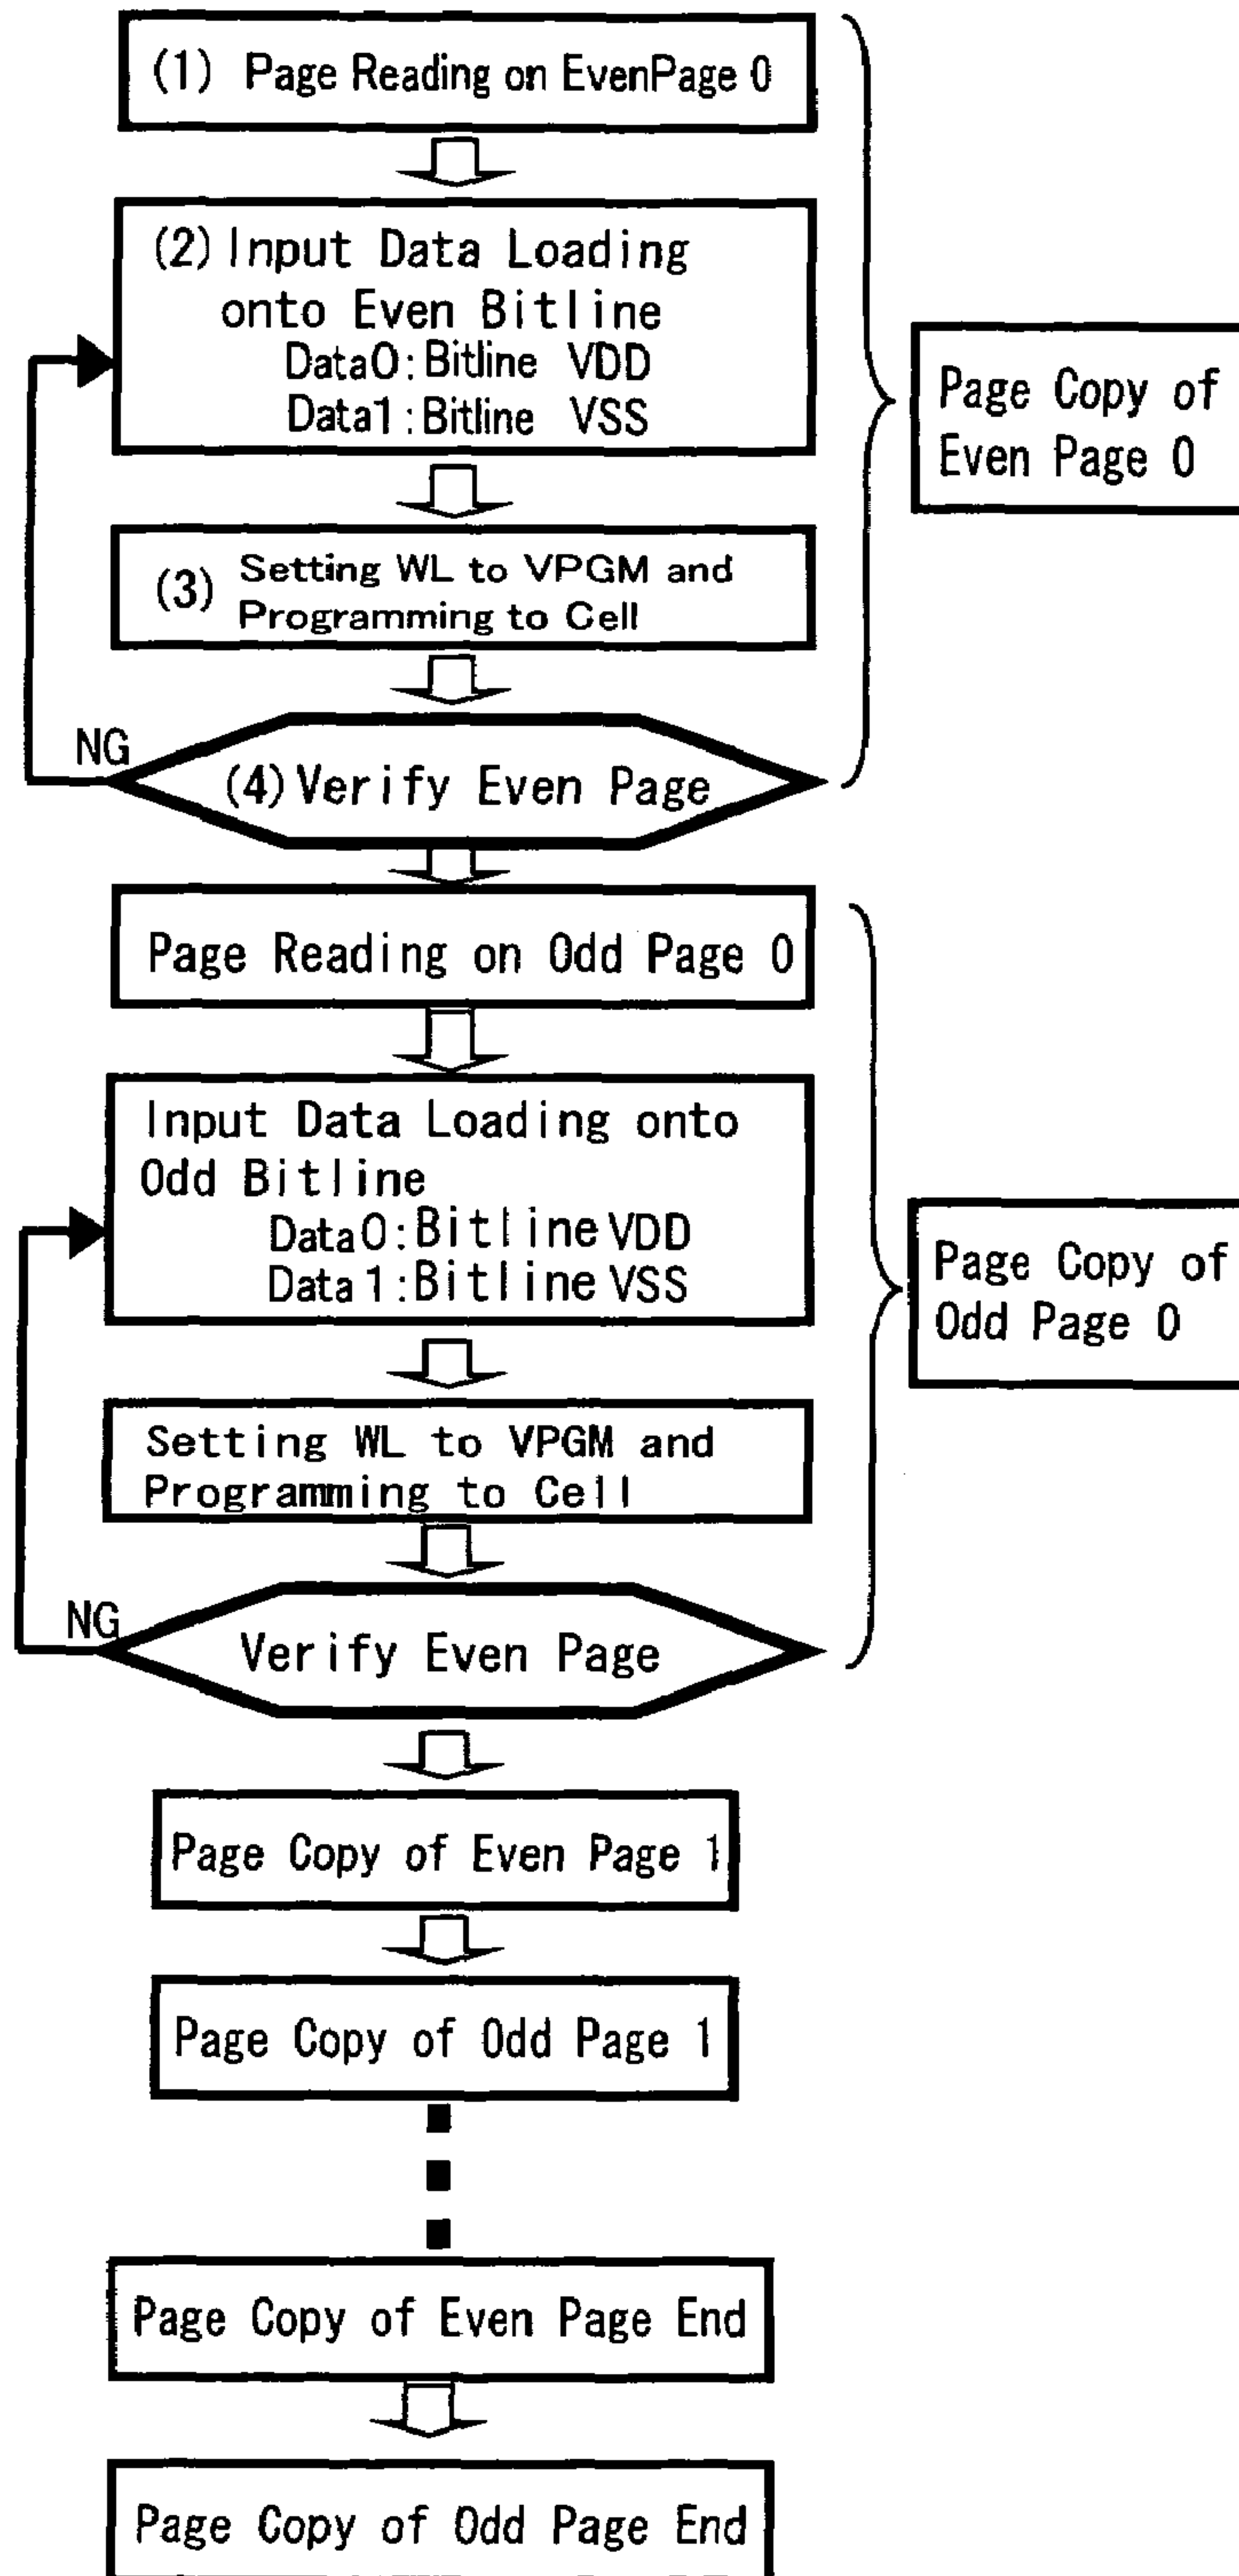 (1) Page Reading on EvenPage 0
(2) Input Data Loading
onto Even Bitline
Data0:Bitline VDD
Data1:Bitline VSS
Page Copy of
Even Page 0
(3) Setting WL to VPGM and
Programming to Cell
NG
(4) Verify Even Page
Page Reading on Odd Page 0
Input Data Loading onto
Odd Bitline
Data0:Bitline VDD
Data1:Bitline VSS
Page Copy of
Odd Page 0
Setting WL to VPGM and
Programming to Cell
NG
Verify Even Page
Page Copy of Even Page 1
Page Copy of Odd Page 1
Page Copy of Even Page End
Page Copy of Odd Page End